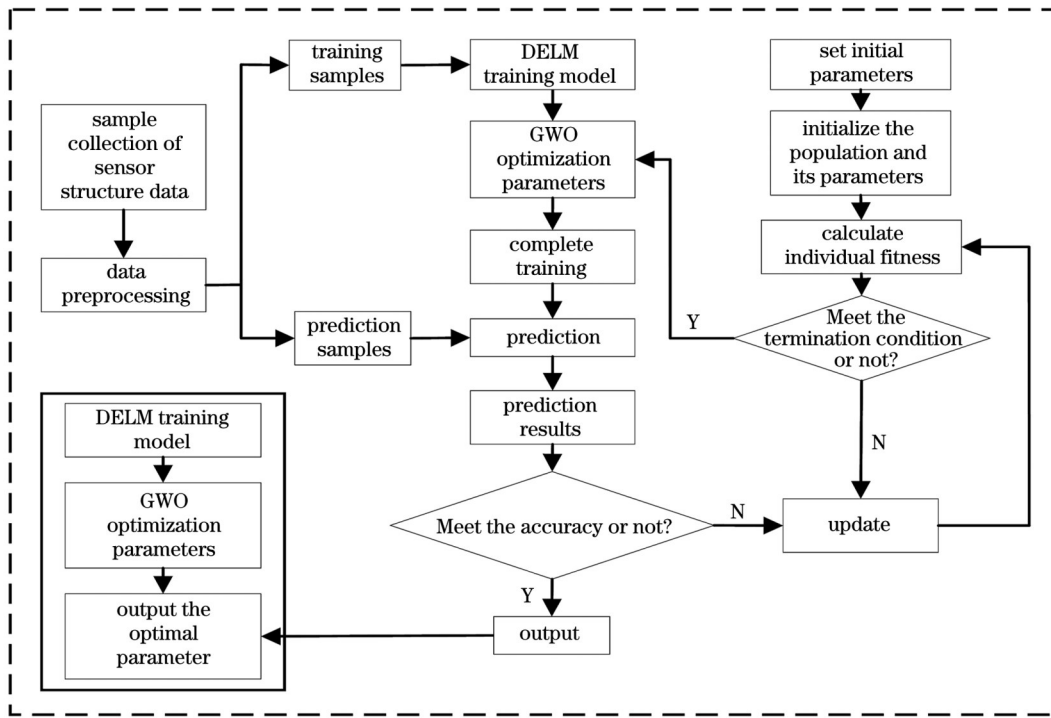 sample
collection of
sensor
structure data
data
preprocessing
training
samples
prediction
samples
DELM
training model
GWO
optimization
parameters
complete
training
prediction
prediction
results
Meet the accuracy or not?
Y
N
output
set initial
parameters
initialize the
population and
its parameters
calculate
individual fitness
Meet the
termination condition
or not?
Y
N
update
DELM training
model
GWO
optimization
parameters
output the
optimal
parameter